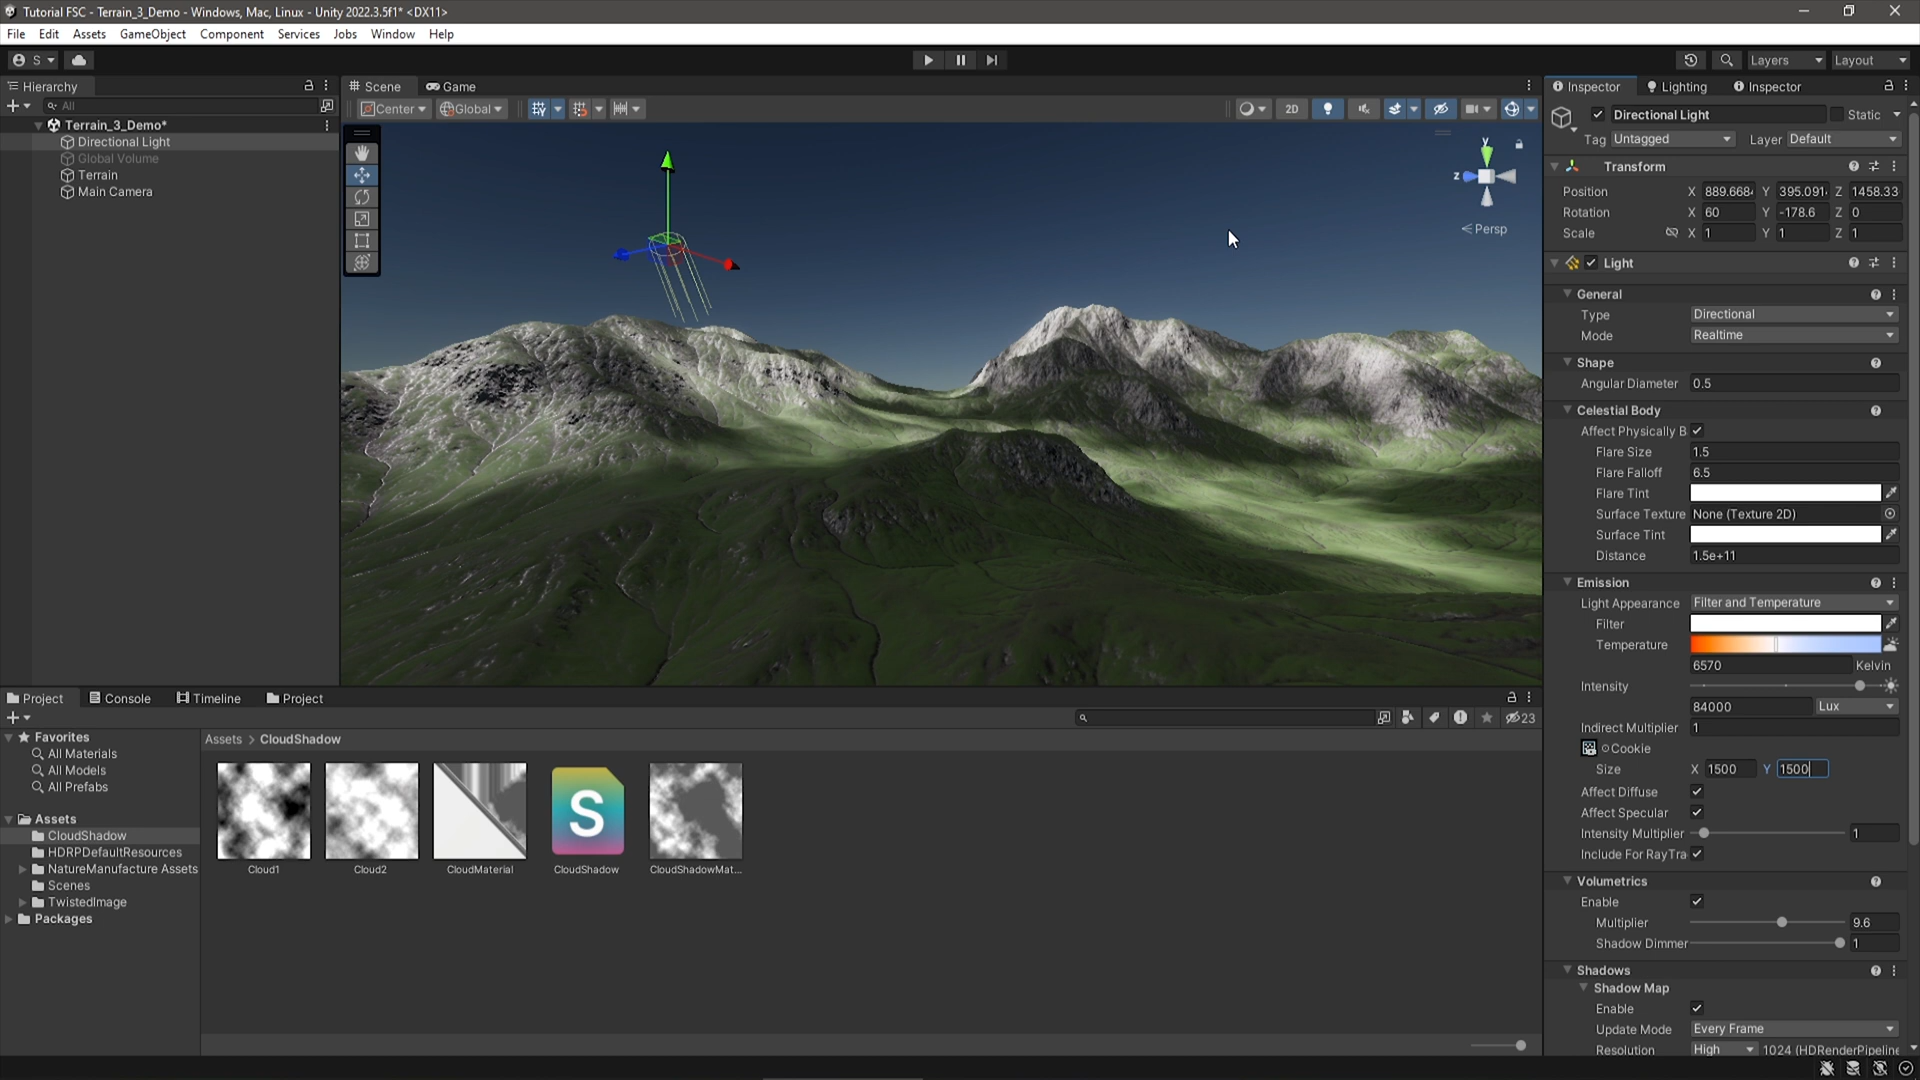 Tutorial FSC - Terrain_3_Demo - Windows, Mac, Linux - Unity 2022.3.5f1* <DX11>
File Edit Assets GameObject Component Services Jobs Window Help
S Layers Layout
Hierarchy
All
Terrain_3_Demo*
Directional Light
Global Volume
Terrain
Main Camera
Scene Game
Center Global 2D
y
z
Persp
Inspector Lighting Inspector
Directional Light Static
Tag Untagged Layer Default
Transform
Position X 889.668 Y 395.091 Z 1458.33
Rotation X 60 Y -178.6 Z 0
Scale X 1 Y 1 Z 1
Light
General
Type Directional
Mode Realtime
Shape
Angular Diameter 0.5
Celestial Body
Affect Physically B
Flare Size 1.5
Flare Falloff 6.5
Flare Tint
Surface Texture None (Texture 2D)
Surface Tint
Distance 1.5e+11
Emission
Light Appearance Filter and Temperature
Filter
Temperature
6570 Kelvin
Intensity
84000 Lux
Indirect Multiplier 1
Cookie
Size X 1500 Y 1500
Affect Diffuse
Affect Specular
Intensity Multiplier 1
Include For RayTra
Volumetrics
Enable
Multiplier 9.6
Shadow Dimmer 1
Shadows
Shadow Map
Enable
Update Mode Every Frame
Resolution High 1024 (HDRenderPipeline
Project Console Timeline Project
23
Favorites
All Materials
All Models
All Prefabs
Assets
CloudShadow
HDRPDefaultResources
NatureManufacture Assets
Scenes
TwistedImage
Packages
Assets > CloudShadow
S
Cloud1 Cloud2 CloudMaterial CloudShadow CloudShadowMat...